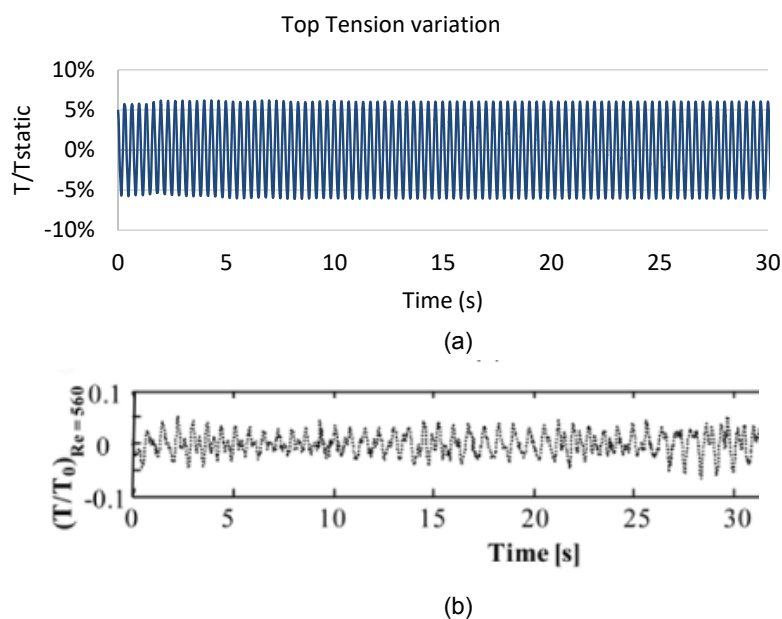 Top Tension variation
10%
5%
0%
-5%
-10%
T/Tstatic
0 5 10 15 20 25 30
Time (s)
(a)
0.1
0
-0.1
(T/T0)Re = 560
0 5 10 15 20 25 30
Time [s]
(b)